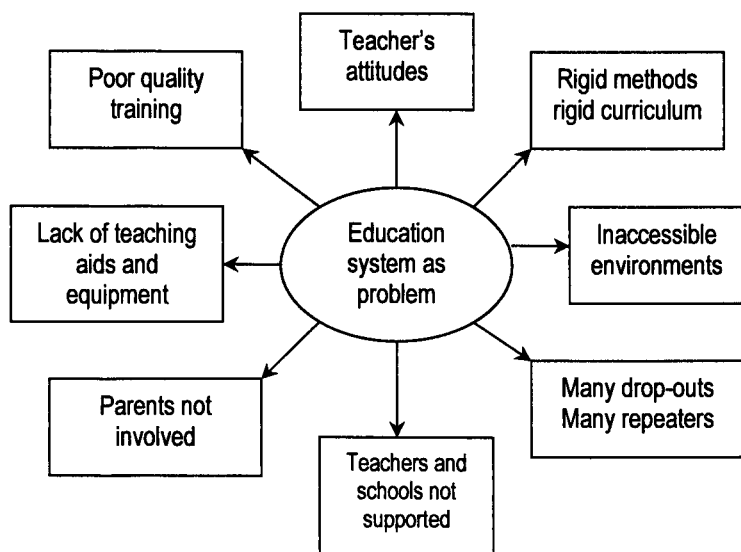 Teacher's
attitudes
Poor quality
training
Rigid methods
rigid curriculum
Lack of teaching
aids and
equipment
Education
system as
problem
Inaccessible
environments
Parents not
involved
Teachers and
schools not
supported
Many drop-outs
Many repeaters